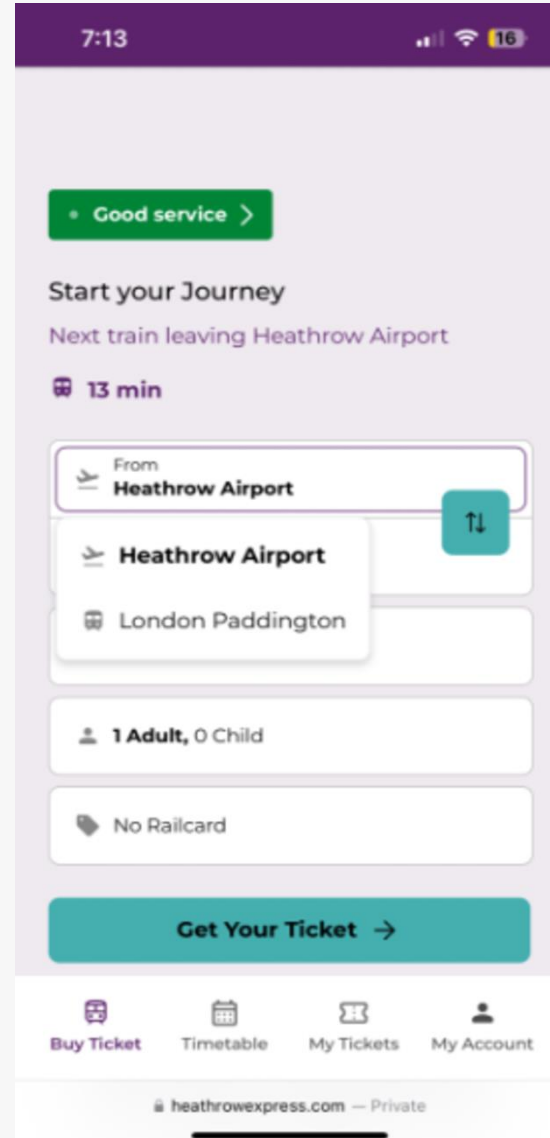 7:13
16
Good service
Start your Journey
Next train leaving Heathrow Airport
13 min
From
Heathrow Airport
Heathrow Airport
London Paddington
1 Adult, 0 Child
No Railcard
Get Your Ticket →
Buy Ticket Timetable My Tickets My Account
heathrowexpress.com — Private